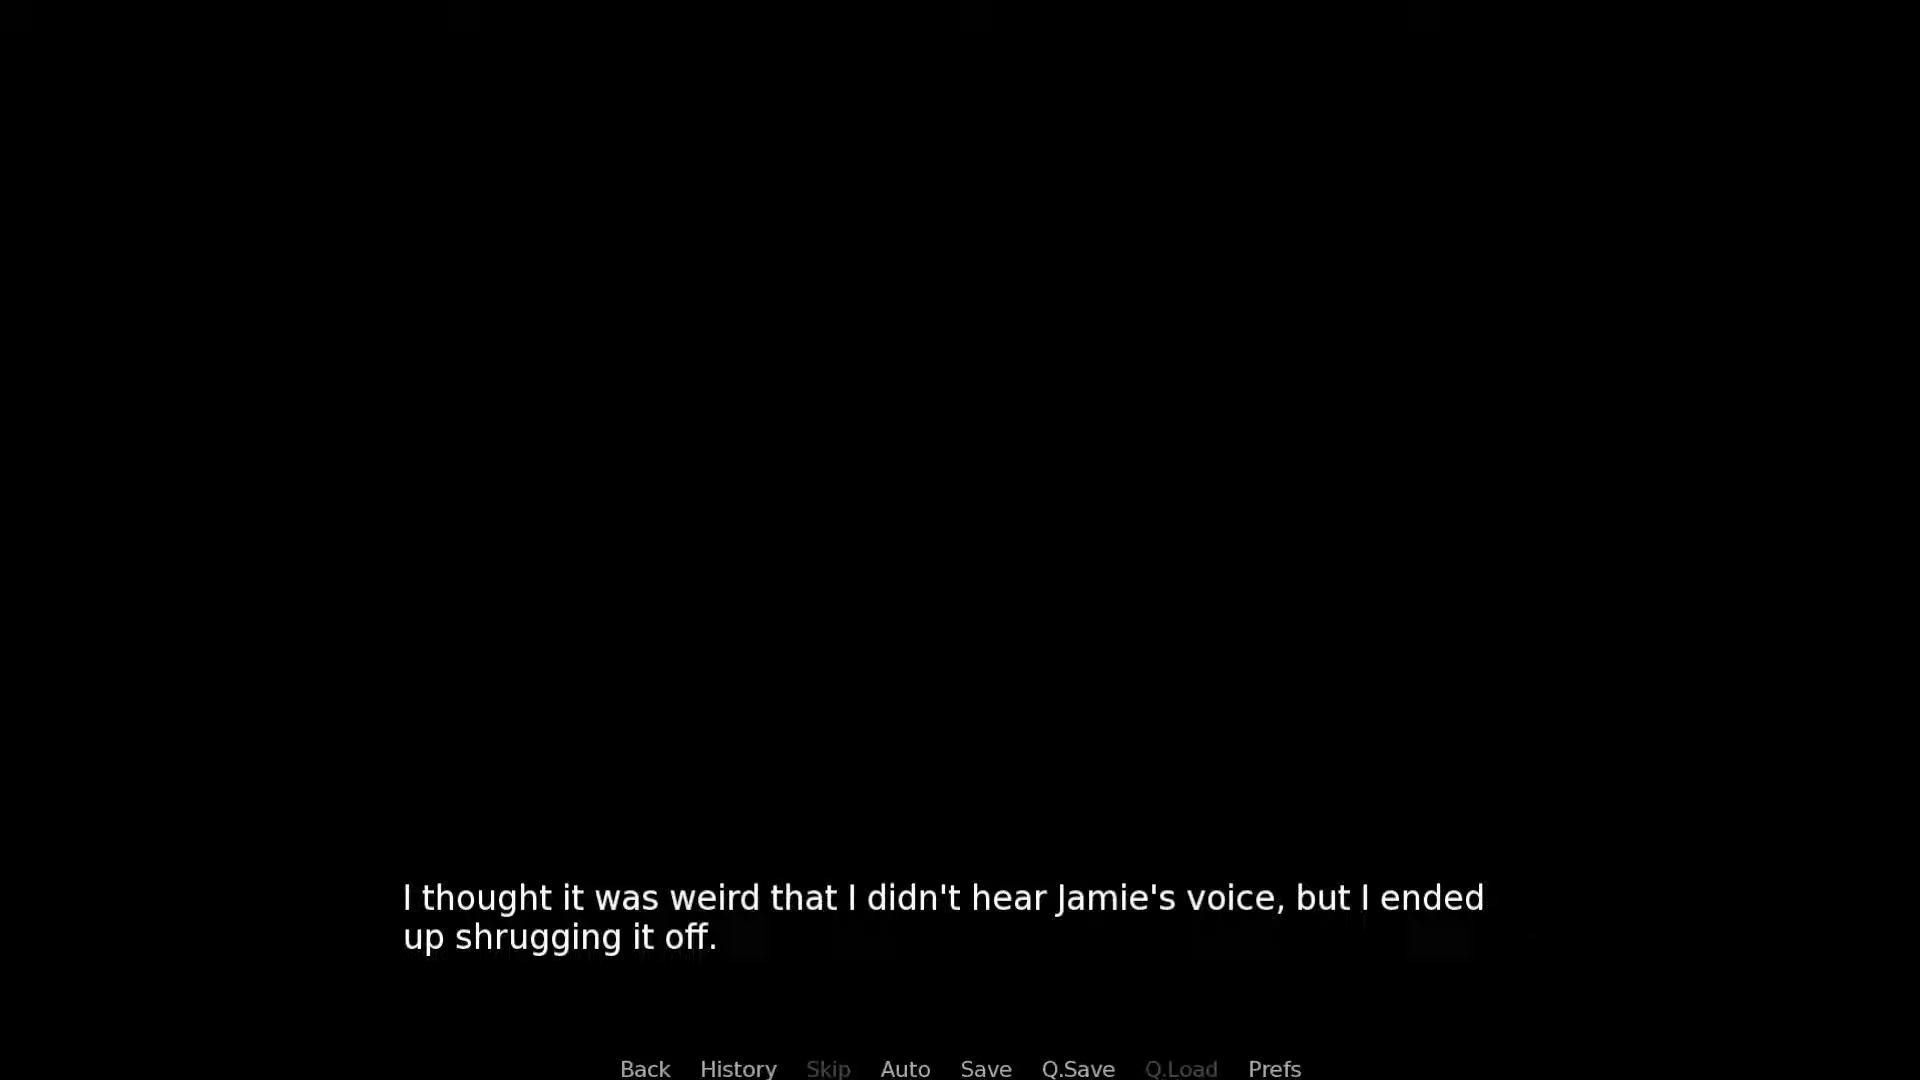 I thought it was weird that I didn't hear Jamie's voice, but I ended
up shrugging it off.
Back History Skip Auto Save Q.Save Q.Load Prefs